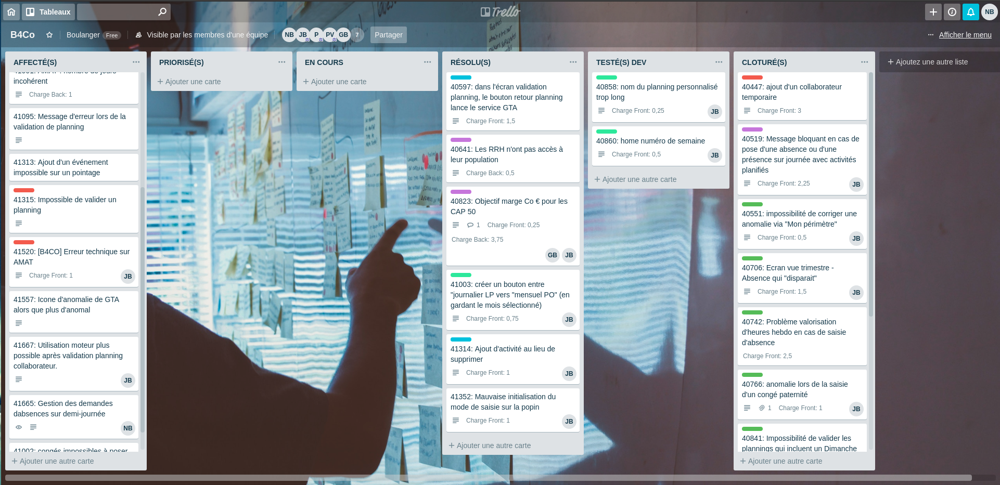 Tableaux
Trello
NB
B4Co
Boulanger Free
Visible par les membres d'une équipe
NB JB P PV GB 7
Partager
Afficher le menu
AFFECTÉ(S)
incohérent
Charge Back: 1
41095: Message d'erreur lors de la
validation de planning
41313: Ajout d'un événement
impossible sur un pointage
41315: Impossible de valider un
planning
41520: [B4CO] Erreur technique sur
AMAT
Charge Front: 1
JB
41557: Icone d'anomalie de GTA
alors que plus d'anomal
41667: Utilisation moteur plus
possible après validation planning
collaborateur.
JB
41665: Gestion des demandes
dabsences sur demi-journée
NB
41002: congés impossibles à poser
+ Ajouter une autre carte
PRIORISÉ(S)
+ Ajouter une carte
EN COURS
+ Ajouter une carte
RÉSOLU(S)
40597: dans l'écran validation
planning, le bouton retour planning
lance le service GTA
Charge Front: 1,5
40641: Les RRH n'ont pas accès à
leur population
Charge Back: 0,5
40823: Objectif marge Co € pour les
CAP 50
1 Charge Front: 0,25
Charge Back: 3,75
GB JB
41003: créer un bouton entre
"journalier LP vers "mensuel PO" (en
gardant le mois sélectionné)
Charge Front: 0,75
JB
41314: Ajout d'activité au lieu de
supprimer
Charge Front: 1
JB
41352: Mauvaise initialisation du
mode de saisie sur la popin
Charge Front: 1
JB
+ Ajouter une autre carte
TESTÉ(S) DEV
40858: nom du planning personnalisé
trop long
Charge Front: 0,25
JB
40860: home numéro de semaine
Charge Front: 0,5
JB
+ Ajouter une autre carte
CLOTURÉ(S)
40447: ajout d'un collaborateur
temporaire
Charge Front: 3
40519: Message bloquant en cas de
pose d'une absence ou d'une
présence sur journée avec activités
planifiés
Charge Front: 2,25
JB
40551: impossibilité de corriger une
anomalie via "Mon périmètre"
Charge Front: 0,5
JB
40706: Ecran vue trimestre -
Absence qui "disparait"
Charge Front: 1,5
JB
40742: Problème valorisation
d'heures hebdo en cas de saisie
d'absence
Charge Front: 2,5
40766: anomalie lors de la saisie
d'un congé paternité
1 Charge Front: 1
JB
40841: Impossibilité de valider les
plannings qui incluent un Dimanche
+ Ajouter une autre carte
+ Ajoutez une autre liste